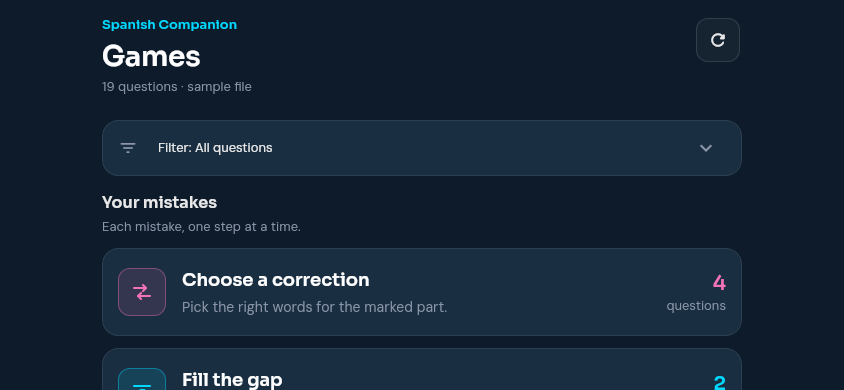 Spanish Companion
Games
19 questions · sample file
Filter: All questions
Your mistakes
Each mistake, one step at a time.
Choose a correction
Pick the right words for the marked part.
4
questions
Fill the gap
2